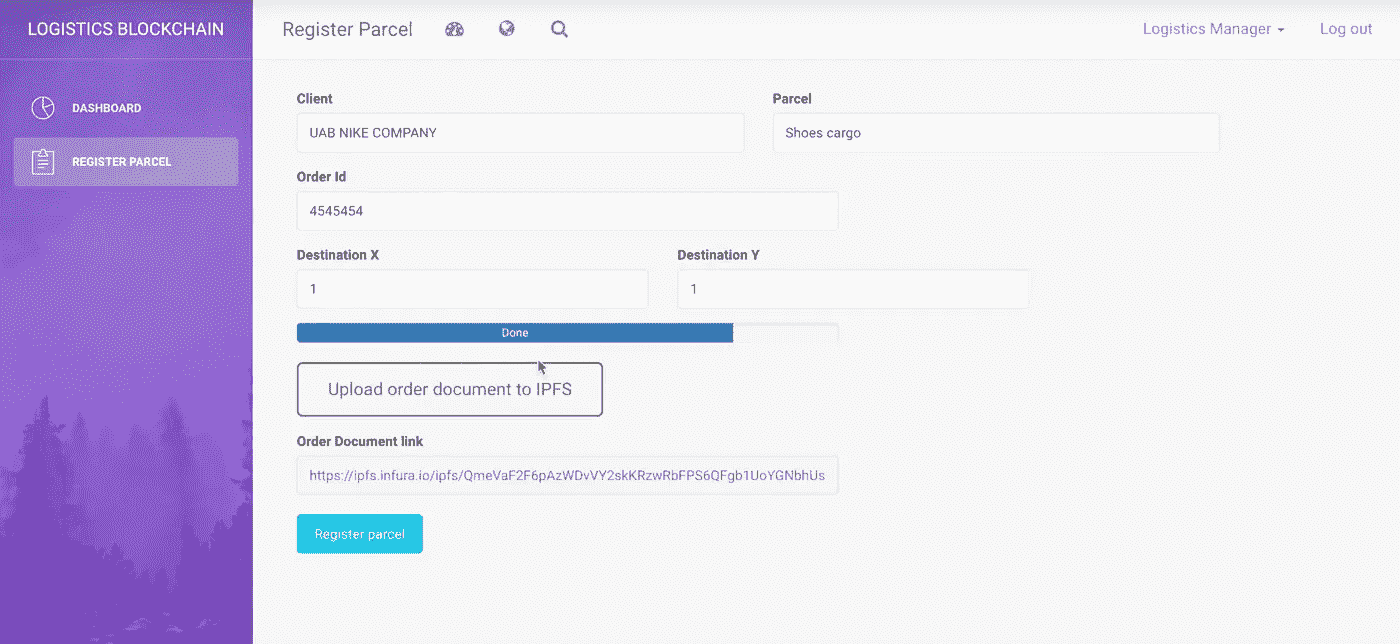 LOGISTICS BLOCKCHAIN
Register Parcel
Logistics Manager
Log out
DASHBOARD
REGISTER PARCEL
Client
Parcel
UAB NIKE COMPANY
Shoes cargo
Order Id
4545454
Destination X
Destination Y
1
1
Done
Upload order document to IPFS
Order Document link
https://ipfs.infura.io/ipfs/QmeVaF2F6pAzWDvVY2skKRzwRbFPS6QFgb1UoYGNbhUs
Register parcel